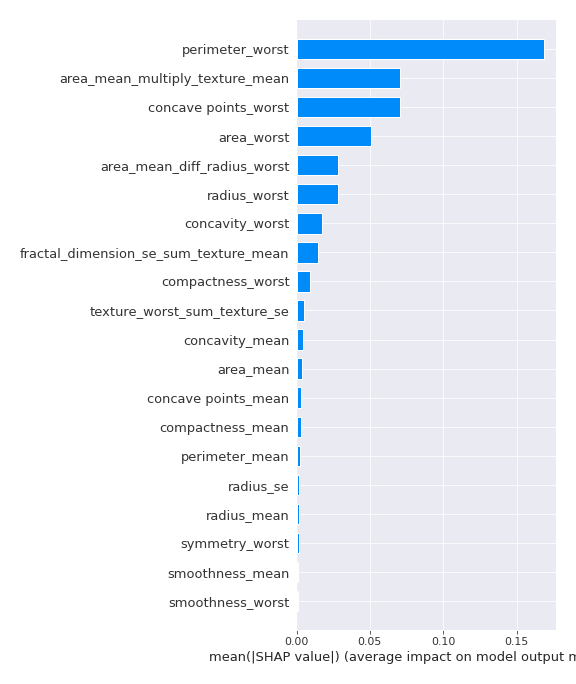 perimeter_worst
area_mean_multiply_texture_mean
concave points_worst
area_worst
area_mean_diff_radius_worst
radius_worst
concavity_worst
fractal_dimension_se_sum_texture_mean
compactness_worst
texture_worst_sum_texture_se
concavity_mean
area_mean
concave points_mean
compactness_mean
perimeter_mean
radius_se
radius_mean
symmetry_worst
smoothness_mean
smoothness_worst
0.00 0.05 0.10 0.15
mean(|SHAP value|) (average impact on model output m